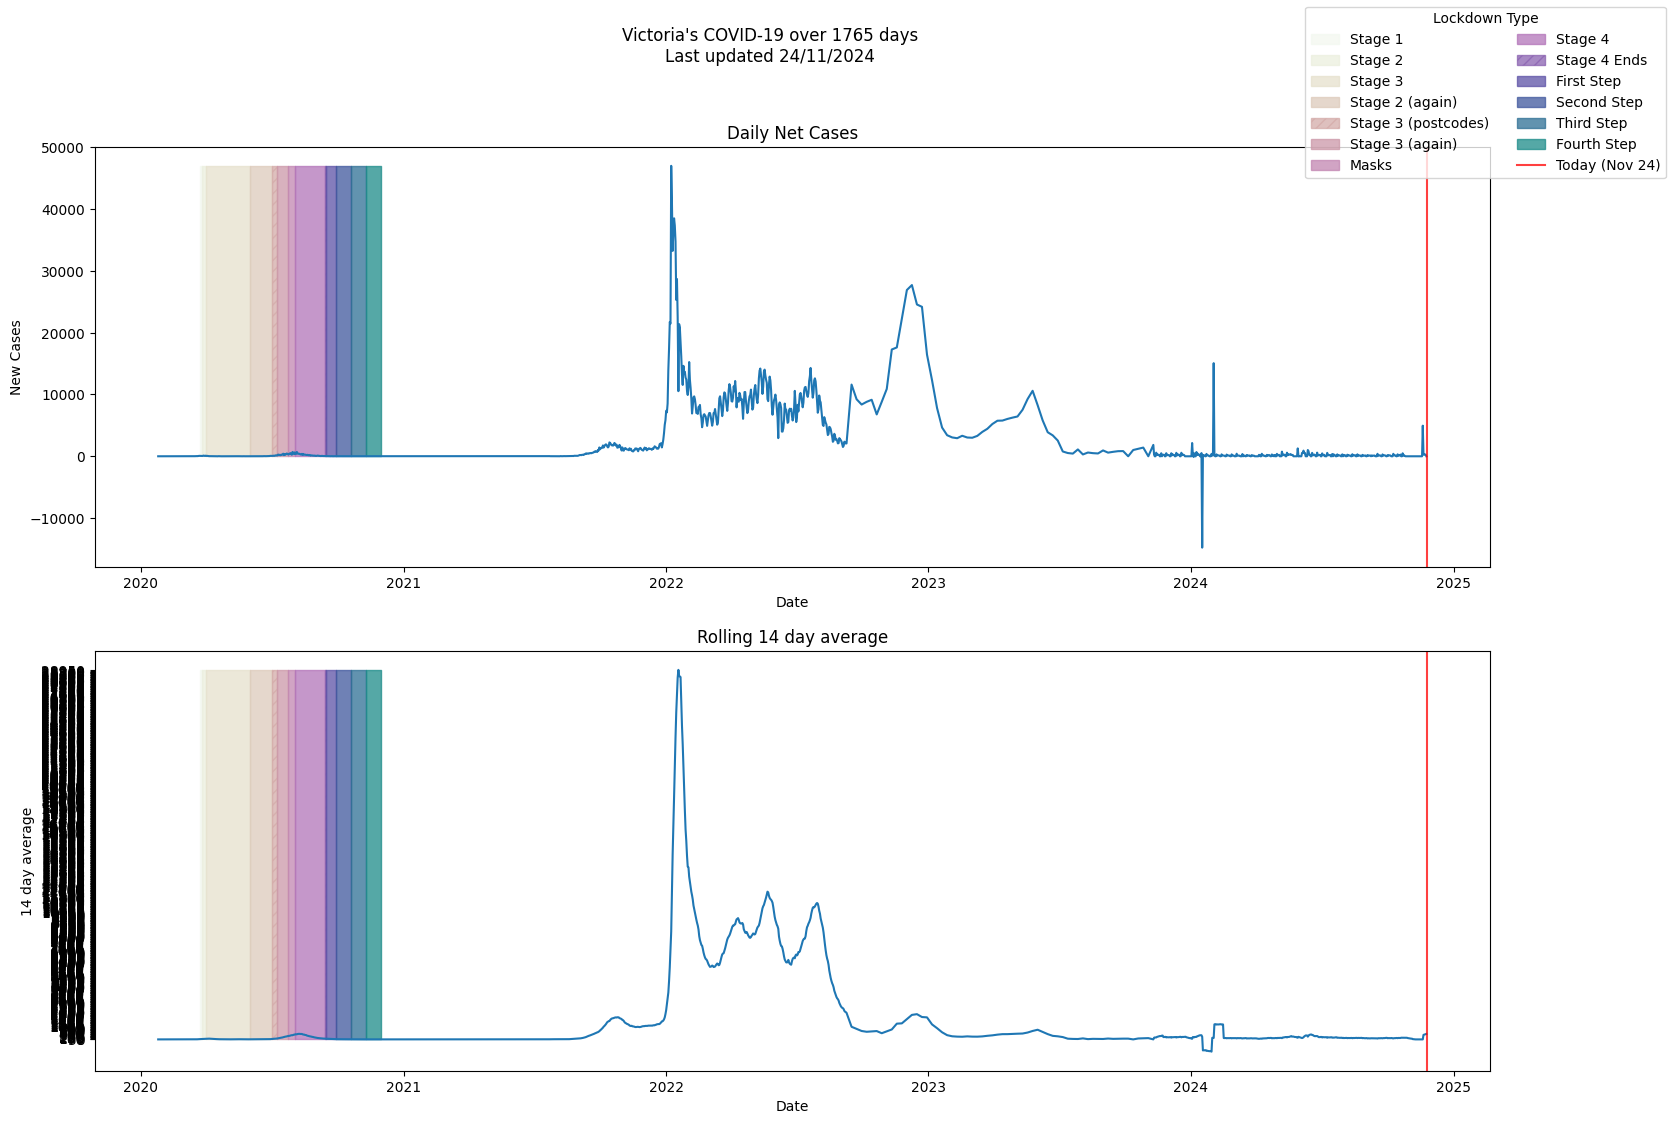 Victoria's COVID-19 over 1765 days
Last updated 24/11/2024
Lockdown Type
Stage 1
Stage 2
Stage 3
Stage 2 (again)
Stage 3 (postcodes)
Stage 3 (again)
Masks
Stage 4
Stage 4 Ends
First Step
Second Step
Third Step
Fourth Step
Today (Nov 24)
Daily Net Cases
New Cases
50000
40000
30000
20000
10000
0
−10000
2020 2021 2022 2023 2024 2025
Date
Rolling 14 day average
14 day average
2020 2021 2022 2023 2024 2025
Date